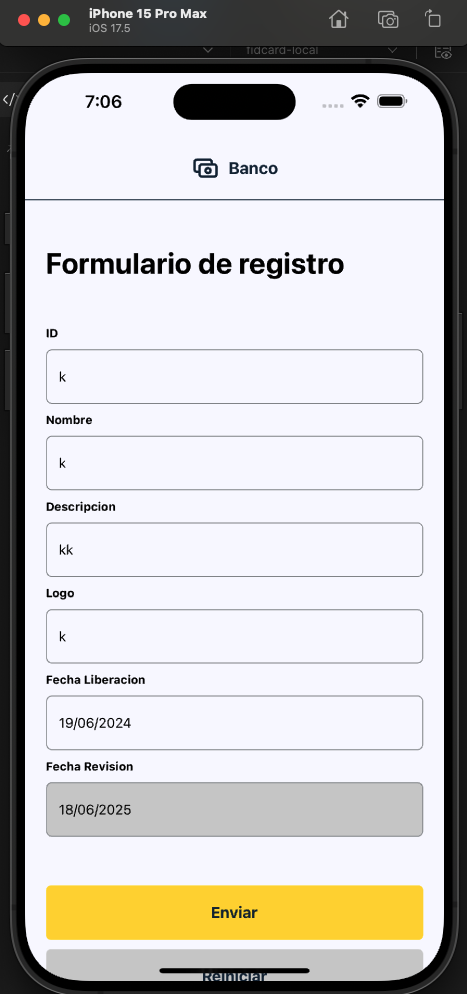 iPhone 15 Pro Max
iOS 17.5
fidcard-local
7:06
Banco
Formulario de registro
ID
k
Nombre
k
Descripcion
kk
Logo
k
Fecha Liberacion
19/06/2024
Fecha Revision
18/06/2025
Enviar
Reiniciar